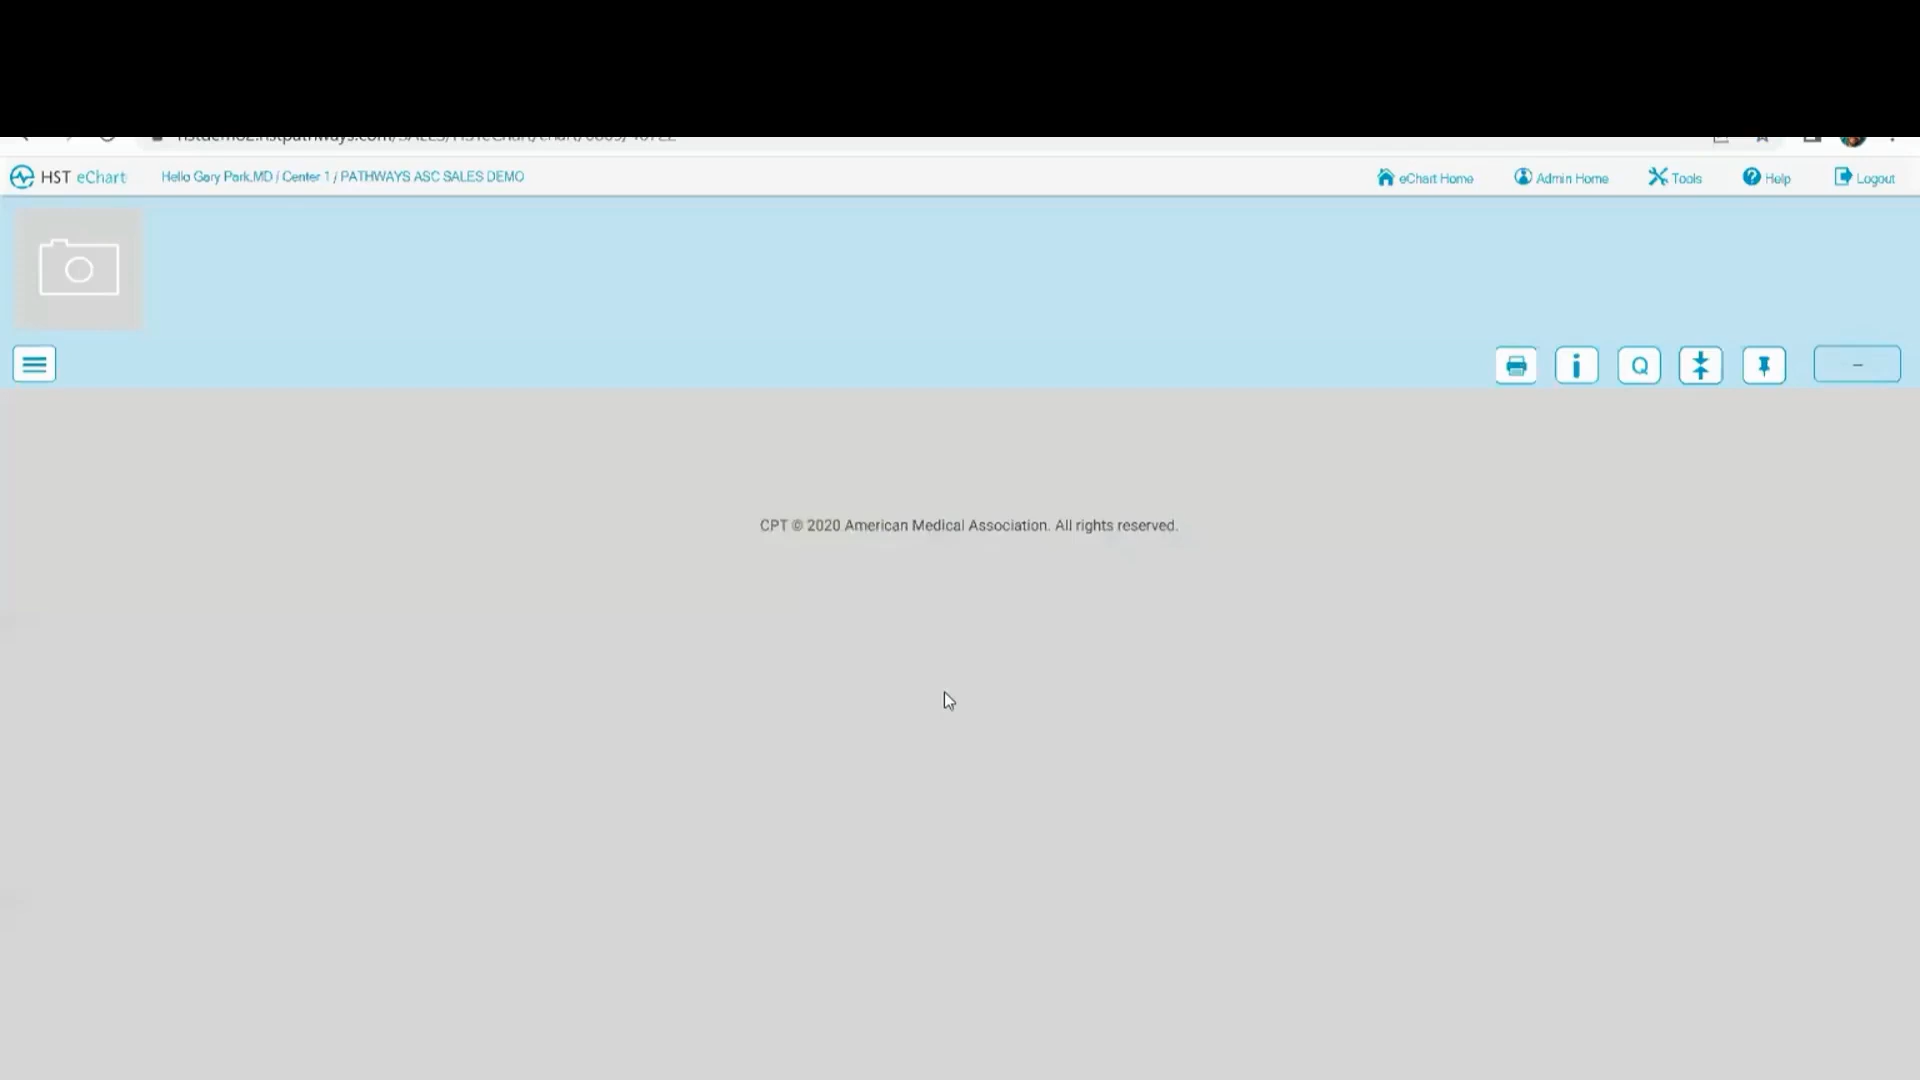 HST eChart
Hello Gary Park,MD / Center 1 / PATHWAYS ASC SALES DEMO
eChart Home
Admin Home
Tools
Help
Logout
Q
CPT © 2020 American Medical Association. All rights reserved.